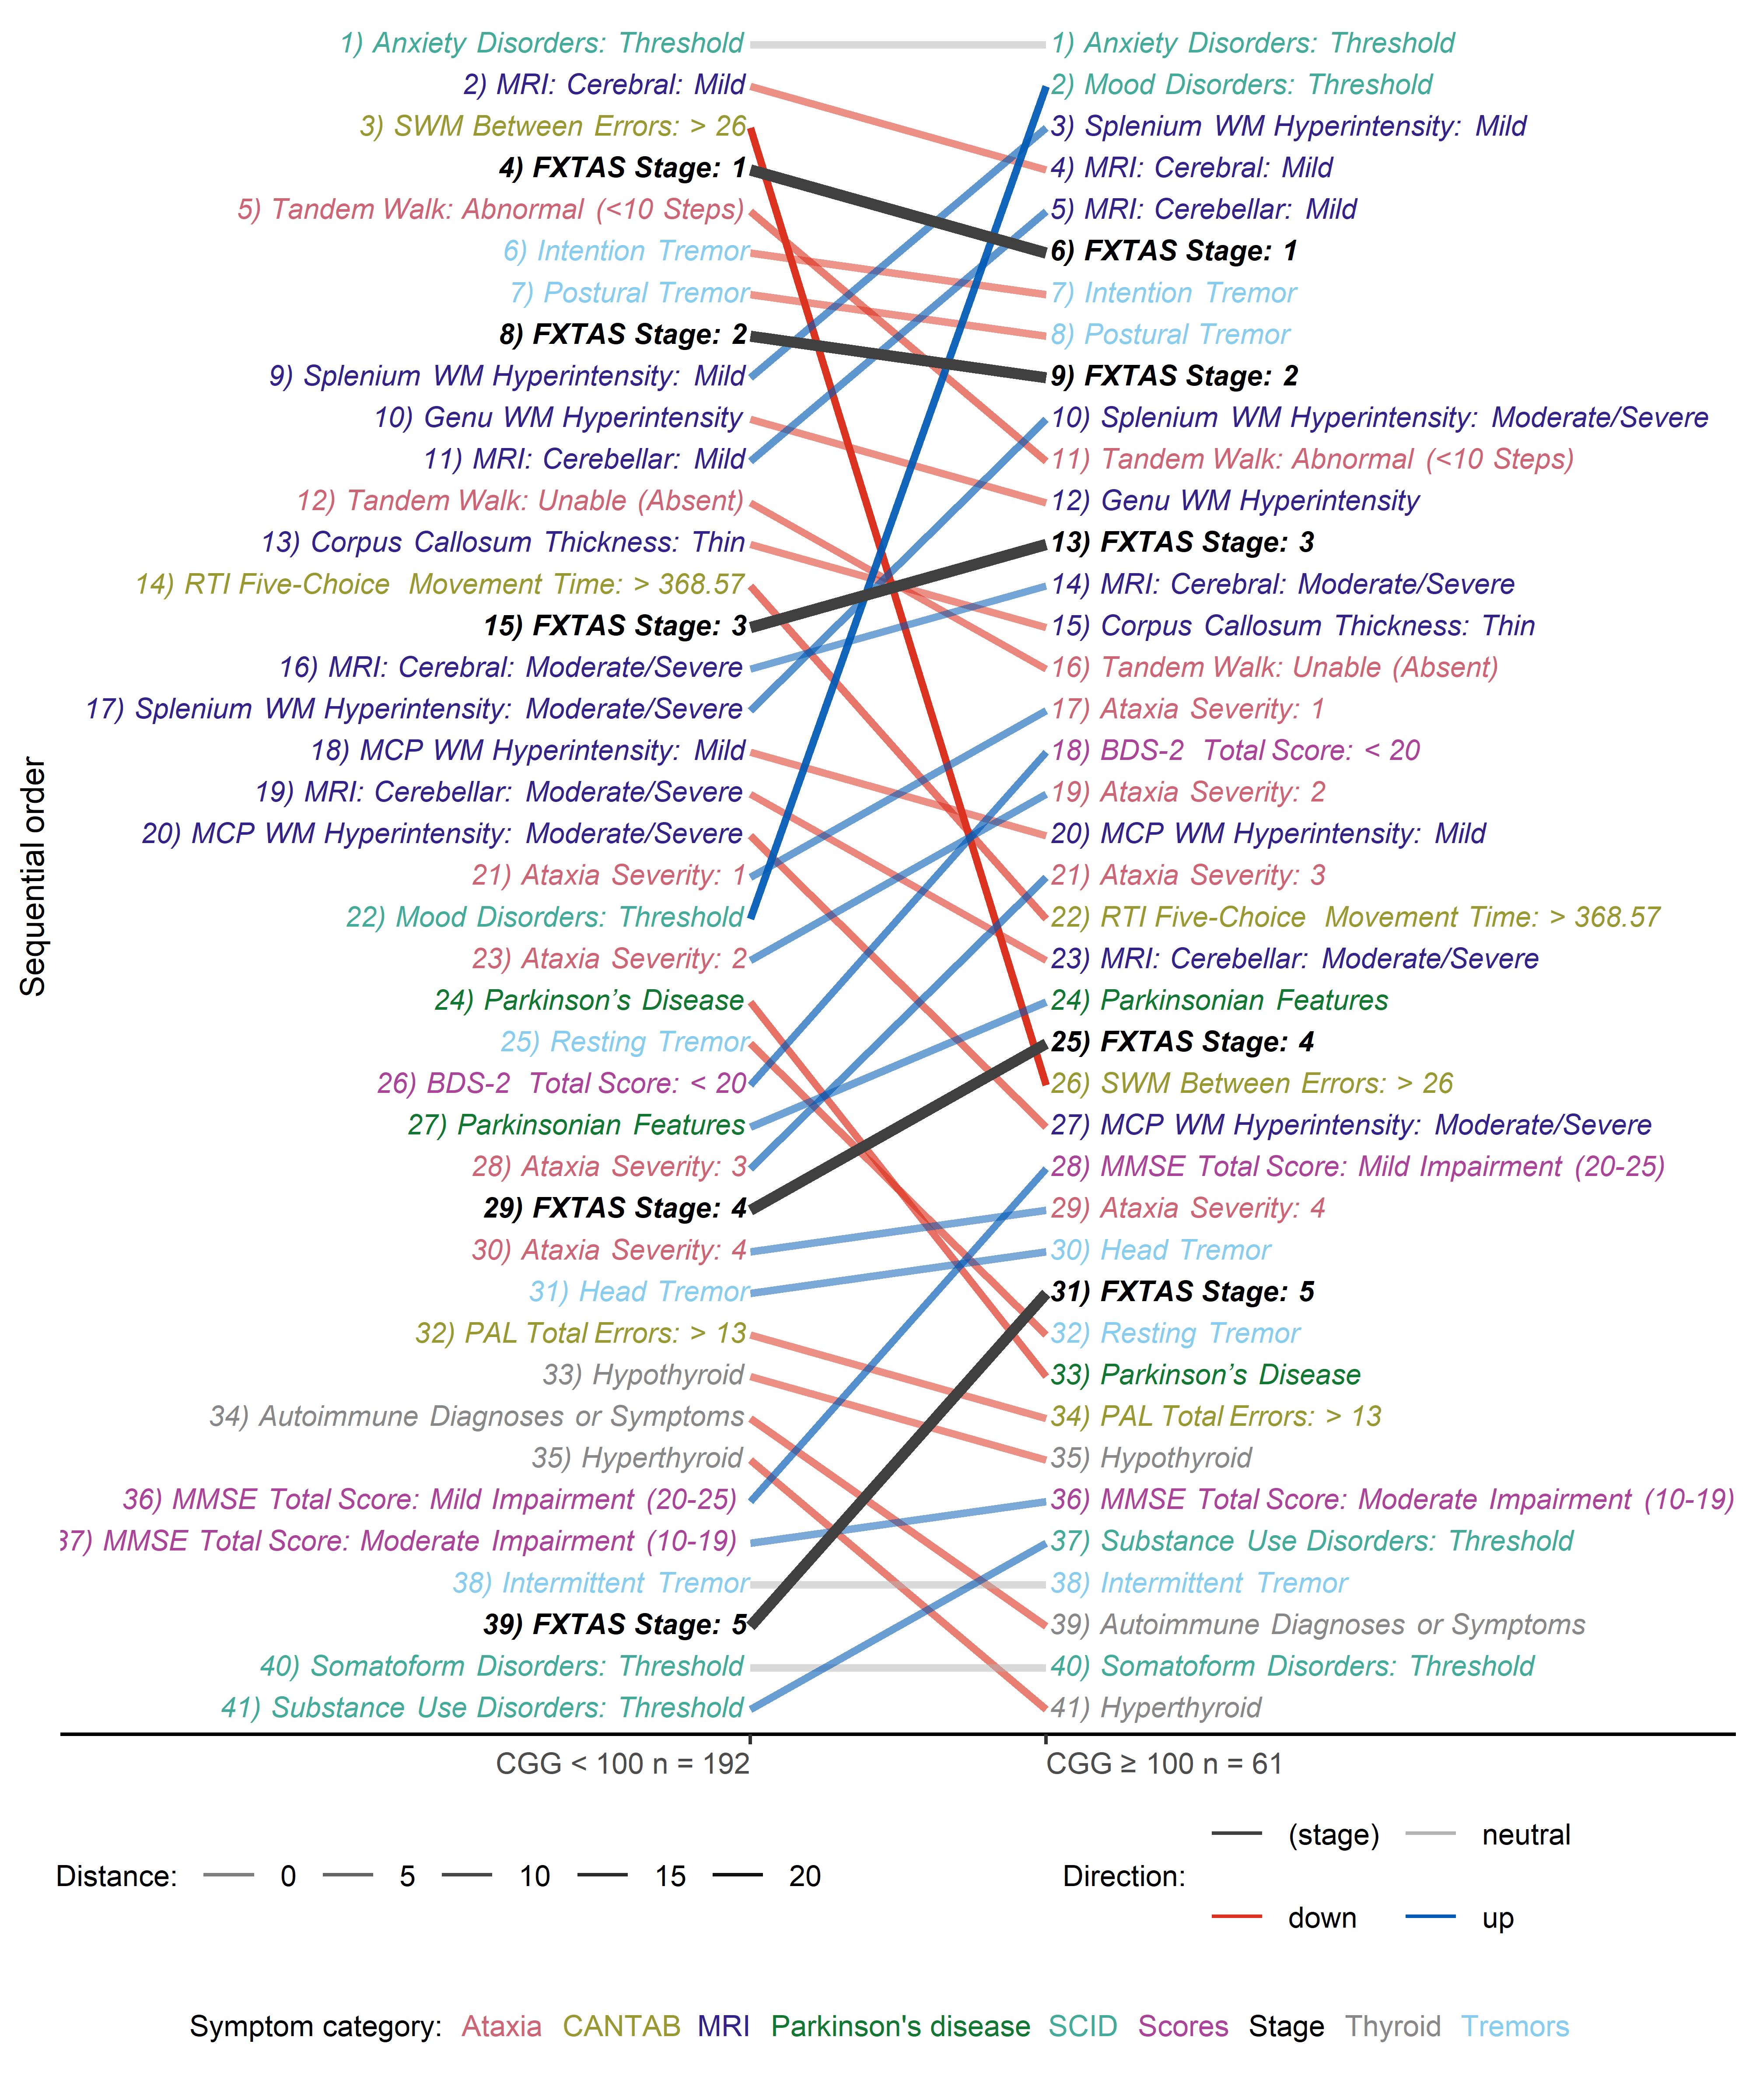 Sequential order
1) Anxiety Disorders: Threshold
2) MRI: Cerebral: Mild
3) SWM Between Errors: > 26
4) FXTAS Stage: 1
5) Tandem Walk: Abnormal (<10 Steps)
6) Intention Tremor
7) Postural Tremor
8) FXTAS Stage: 2
9) Splenium WM Hyperintensity: Mild
10) Genu WM Hyperintensity
11) MRI: Cerebellar: Mild
12) Tandem Walk: Unable (Absent)
13) Corpus Callosum Thickness: Thin
14) RTI Five-Choice Movement Time: > 368.57
15) FXTAS Stage: 3
16) MRI: Cerebral: Moderate/Severe
17) Splenium WM Hyperintensity: Moderate/Severe
18) MCP WM Hyperintensity: Mild
19) MRI: Cerebellar: Moderate/Severe
20) MCP WM Hyperintensity: Moderate/Severe
21) Ataxia Severity: 1
22) Mood Disorders: Threshold
23) Ataxia Severity: 2
24) Parkinson's Disease
25) Resting Tremor
26) BDS-2 Total Score: < 20
27) Parkinsonian Features
28) Ataxia Severity: 3
29) FXTAS Stage: 4
30) Ataxia Severity: 4
31) Head Tremor
32) PAL Total Errors: > 13
33) Hypothyroid
34) Autoimmune Diagnoses or Symptoms
35) Hyperthyroid
36) MMSE Total Score: Mild Impairment (20-25)
37) MMSE Total Score: Moderate Impairment (10-19)
38) Intermittent Tremor
39) FXTAS Stage: 5
40) Somatoform Disorders: Threshold
41) Substance Use Disorders: Threshold
1) Anxiety Disorders: Threshold
2) Mood Disorders: Threshold
3) Splenium WM Hyperintensity: Mild
4) MRI: Cerebral: Mild
5) MRI: Cerebellar: Mild
6) FXTAS Stage: 1
7) Intention Tremor
8) Postural Tremor
9) FXTAS Stage: 2
10) Splenium WM Hyperintensity: Moderate/Severe
11) Tandem Walk: Abnormal (<10 Steps)
12) Genu WM Hyperintensity
13) FXTAS Stage: 3
14) MRI: Cerebral: Moderate/Severe
15) Corpus Callosum Thickness: Thin
16) Tandem Walk: Unable (Absent)
17) Ataxia Severity: 1
18) BDS-2 Total Score: < 20
19) Ataxia Severity: 2
20) MCP WM Hyperintensity: Mild
21) Ataxia Severity: 3
22) RTI Five-Choice Movement Time: > 368.57
23) MRI: Cerebellar: Moderate/Severe
24) Parkinsonian Features
25) FXTAS Stage: 4
26) SWM Between Errors: > 26
27) MCP WM Hyperintensity: Moderate/Severe
28) MMSE Total Score: Mild Impairment (20-25)
29) Ataxia Severity: 4
30) Head Tremor
31) FXTAS Stage: 5
32) Resting Tremor
33) Parkinson's Disease
34) PAL Total Errors: > 13
35) Hypothyroid
36) MMSE Total Score: Moderate Impairment (10-19)
37) Substance Use Disorders: Threshold
38) Intermittent Tremor
39) Autoimmune Diagnoses or Symptoms
40) Somatoform Disorders: Threshold
41) Hyperthyroid
CGG < 100 n = 192
CGG ≥ 100 n = 61
Distance: 0 5 10 15 20
Direction:
(stage) neutral
down up
Symptom category: Ataxia CANTAB MRI Parkinson's disease SCID Scores Stage Thyroid Tremors